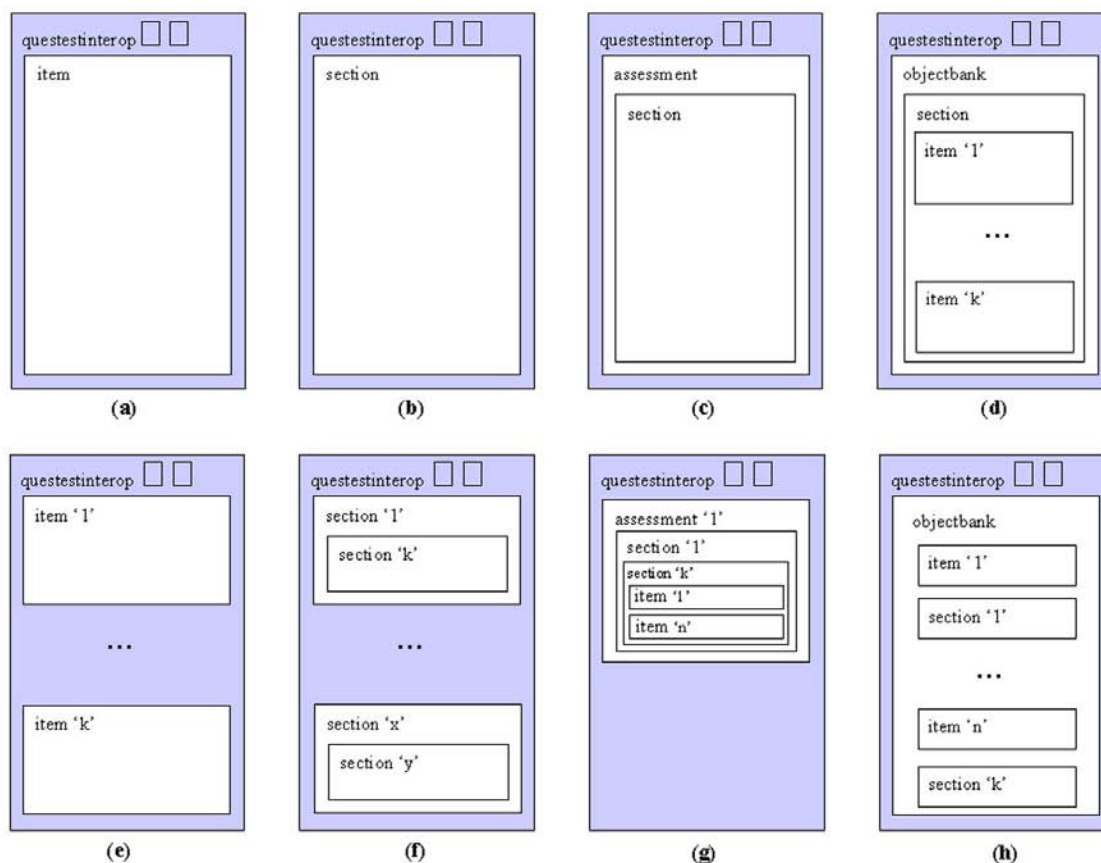 questestinterop
item
(a)
questestinterop
section
(b)
questestinterop
assessment
section
(c)
questestinterop
objectbank
section
item ‘1’
...
item ‘k’
(d)
questestinterop
item ‘1’
...
item ‘k’
(e)
questestinterop
section ‘1’
section ‘k’
...
section ‘x’
section ‘y’
(f)
questestinterop
assessment ‘1’
section ‘1’
section ‘k’
item ‘1’
item ‘n’
(g)
questestinterop
objectbank
item ‘1’
section ‘1’
...
item ‘n’
section ‘k’
(h)